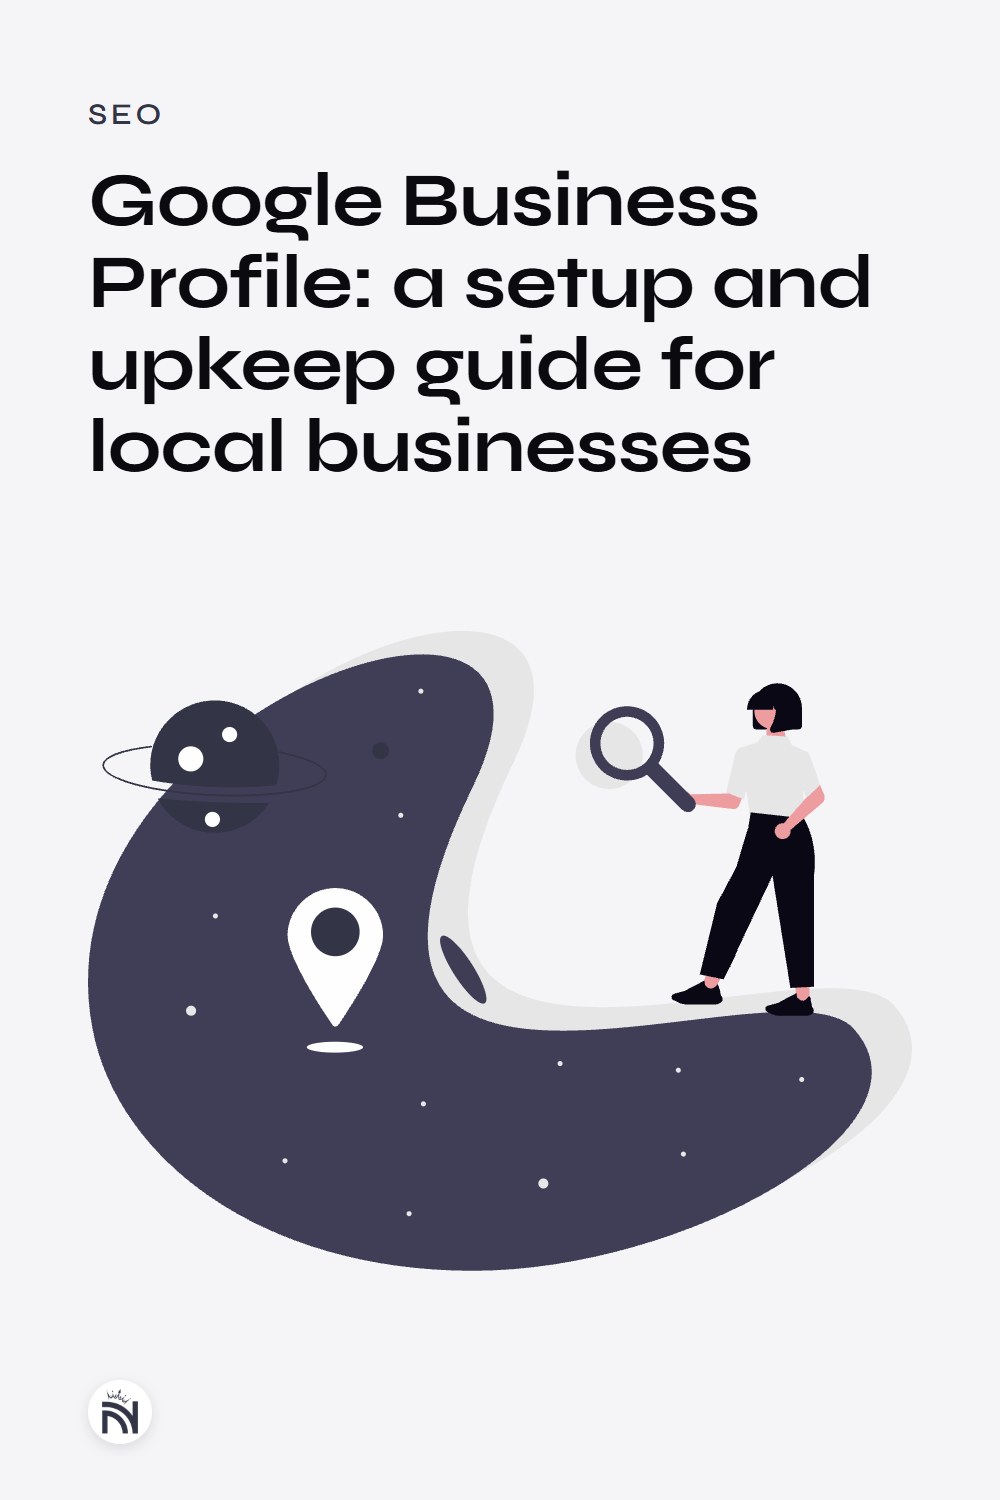 SEO
Google Business
Profile: a setup and
upkeep guide for
local businesses